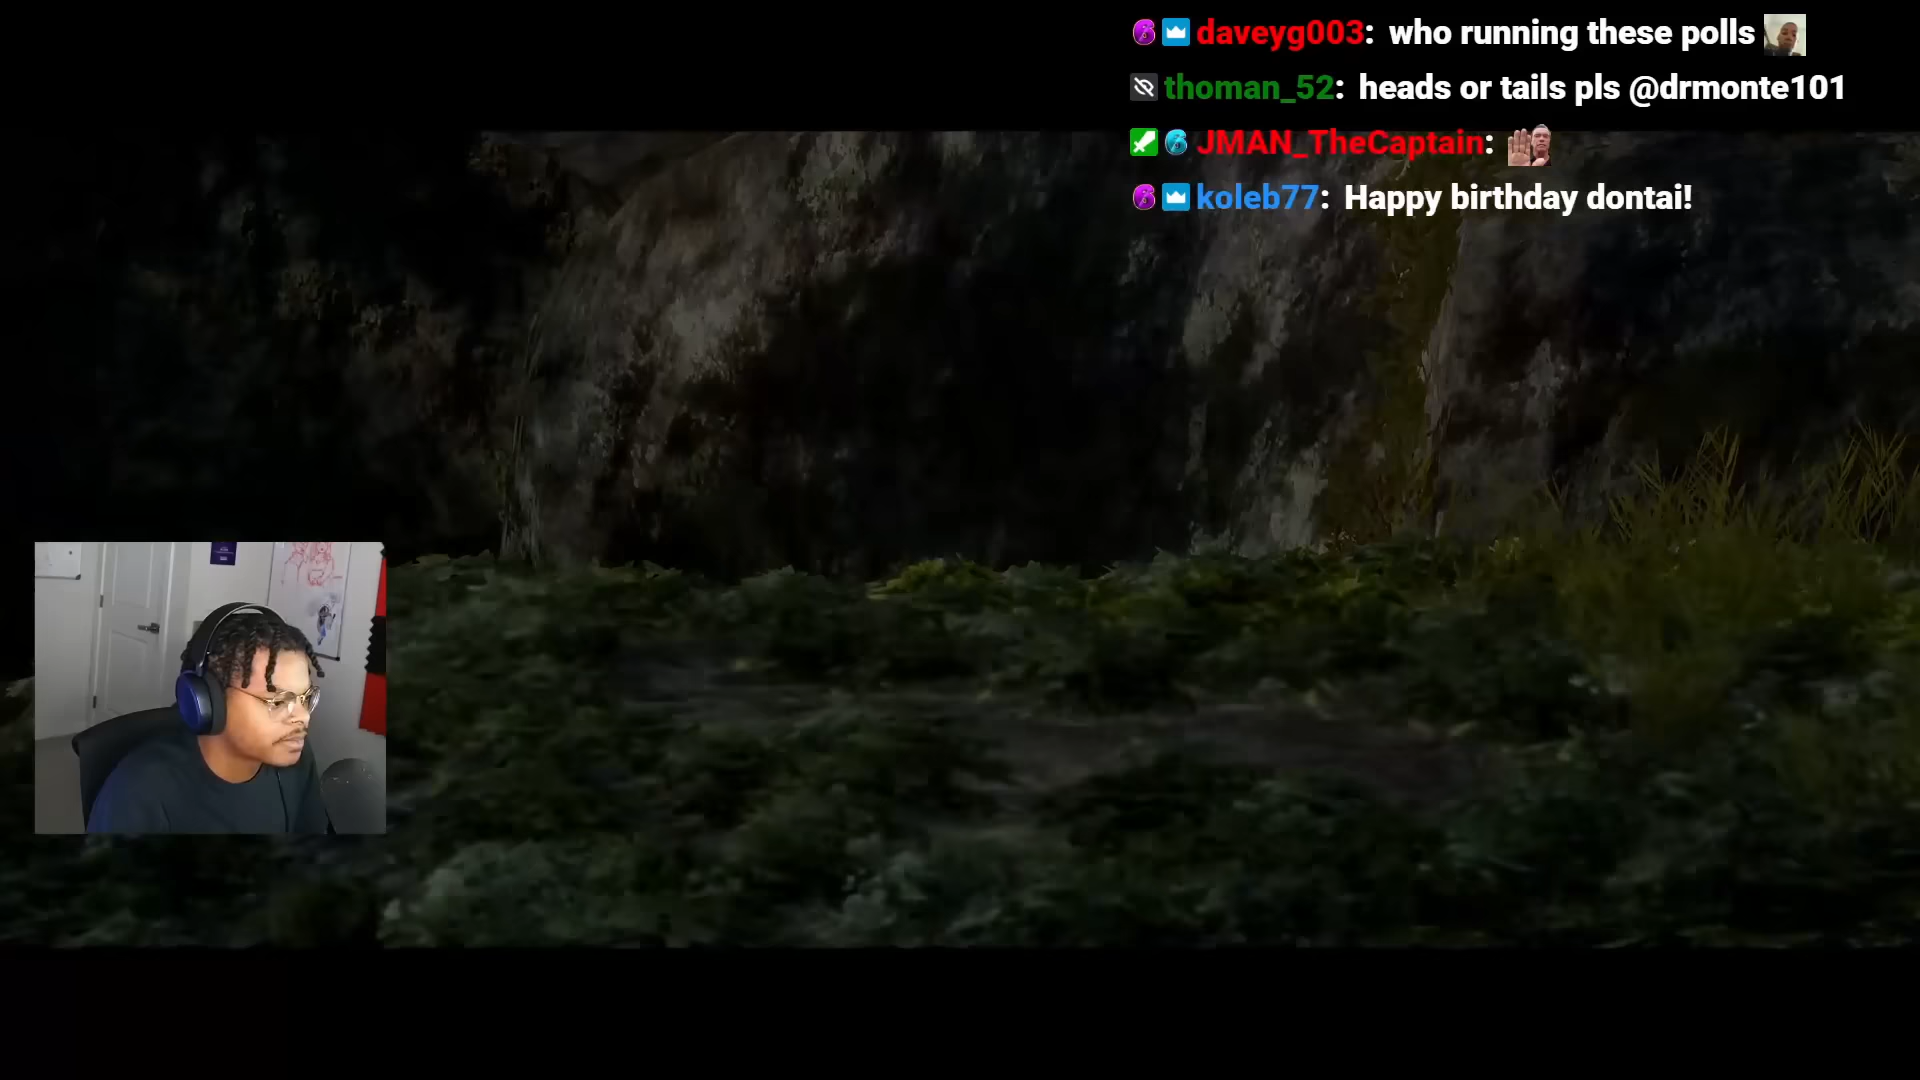 daveyg003: who running these polls
thoman_52: heads or tails pls @drmonte101
JMAN_TheCaptain:
koleb77: Happy birthday dontai!